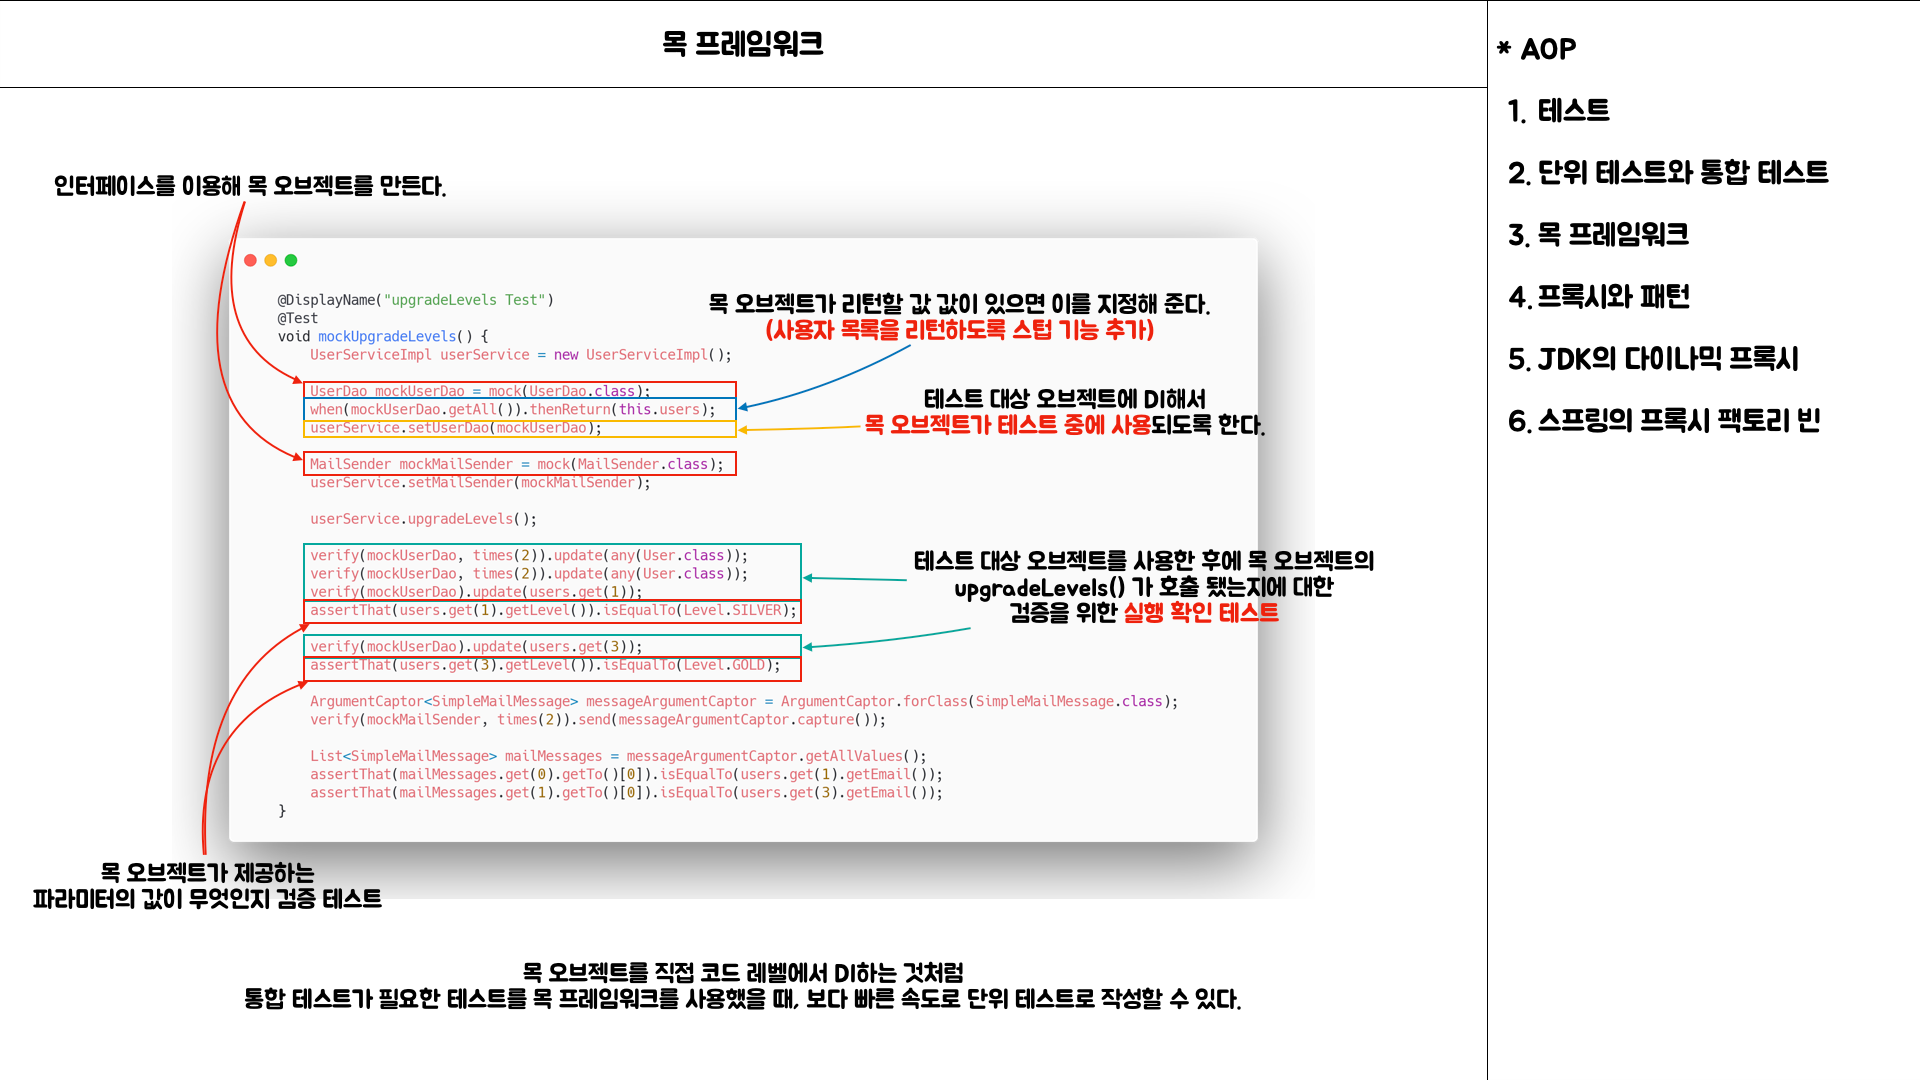 목 프레임워크
인터페이스를 이용해 목 오브젝트를 만든다.
@DisplayName("upgradeLevels Test")
@Test
void mockUpgradeLevels() {
UserServiceImpl userService = new UserServiceImpl();
목 오브젝트가 리턴할 값 값이 있으면 이를 지정해 준다.
(사용자 목록을 리턴하도록 스텁 기능 추가)
UserDao mockUserDao = mock(UserDao.class);
when(mockUserDao.getAll()).thenReturn(this.users);
userService.setUserDao(mockUserDao);
테스트 대상 오브젝트에 DI해서
목 오브젝트가 테스트 중에 사용되도록 한다.
MailSender mockMailSender = mock(MailSender.class);
userService.setMailSender(mockMailSender);
userService.upgradeLevels();
verify(mockUserDao, times(2)).update(any(User.class));
verify(mockUserDao, times(2)).update(any(User.class));
verify(mockUserDao).update(users.get(1));
assertThat(users.get(1).getLevel()).isEqualTo(Level.SILVER);
테스트 대상 오브젝트를 사용한 후에 목 오브젝트의
upgradeLevels() 가 호출 됐는지에 대한
검증을 위한 실행 확인 테스트
verify(mockUserDao).update(users.get(3));
assertThat(users.get(3).getLevel()).isEqualTo(Level.GOLD);
ArgumentCaptor<SimpleMailMessage> messageArgumentCaptor = ArgumentCaptor.forClass(SimpleMailMessage.class);
verify(mockMailSender, times(2)).send(messageArgumentCaptor.capture());
List<SimpleMailMessage> mailMessages = messageArgumentCaptor.getAllValues();
assertThat(mailMessages.get(0).getTo()[0]).isEqualTo(users.get(1).getEmail());
assertThat(mailMessages.get(1).getTo()[0]).isEqualTo(users.get(3).getEmail());
}
목 오브젝트가 제공하는
파라미터의 값이 무엇인지 검증 테스트
목 오브젝트를 직접 코드 레벨에서 DI하는 것처럼
통합 테스트가 필요한 테스트를 목 프레임워크를 사용했을 때, 보다 빠른 속도로 단위 테스트로 작성할 수 있다.
* AOP
1. 테스트
2. 단위 테스트와 통합 테스트
3. 목 프레임워크
4. 프록시와 패턴
5. JDK의 다이나믹 프록시
6. 스프링의 프록시 팩토리 빈